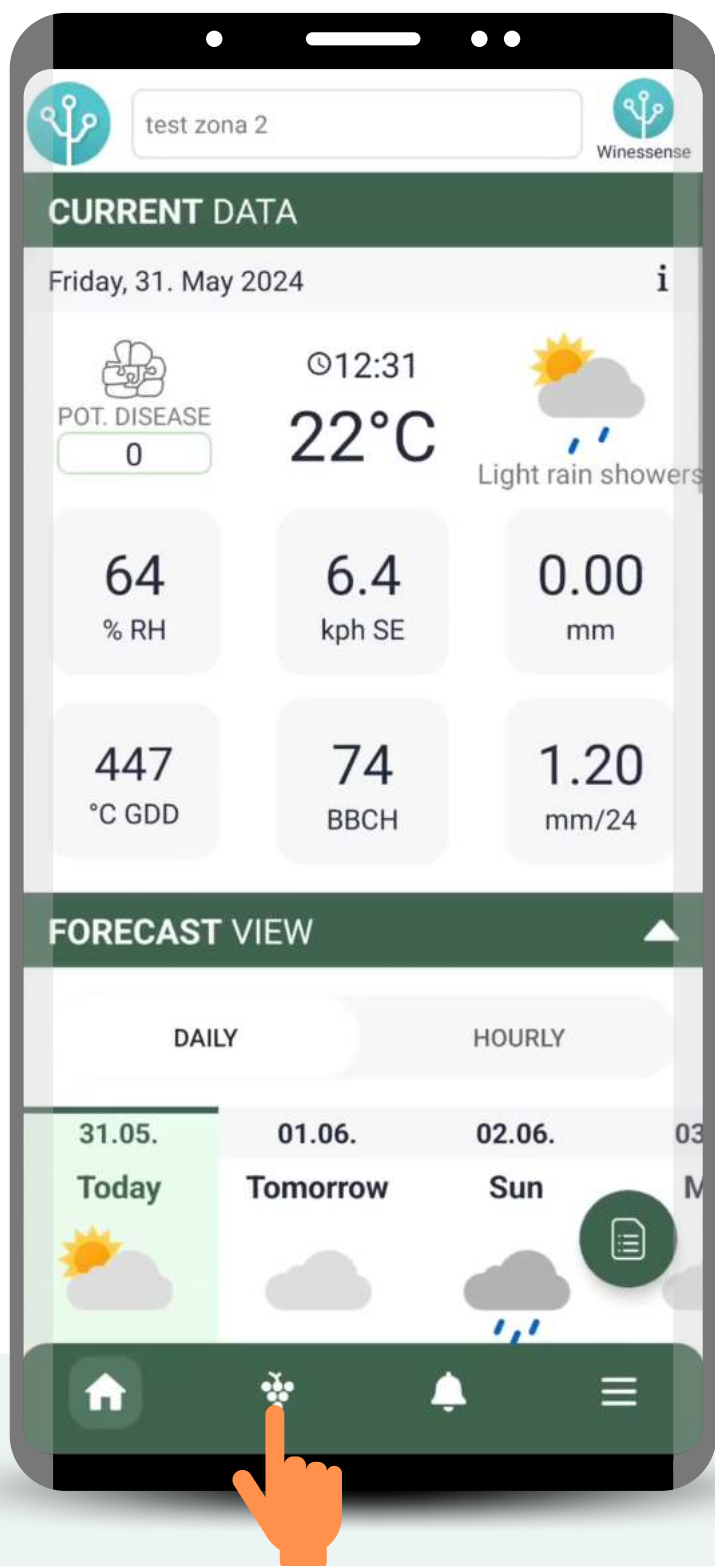 test zona 2
Winessense
CURRENT DATA
Friday, 31. May 2024
i
12:31
POT. DISEASE
0
22°C
Light rain showers
64
% RH
6.4
kph SE
0.00
mm
447
°C GDD
74
BBCH
1.20
mm/24
FORECAST VIEW
DAILY
HOURLY
31.05.
01.06.
02.06.
03
Today
Tomorrow
Sun
M